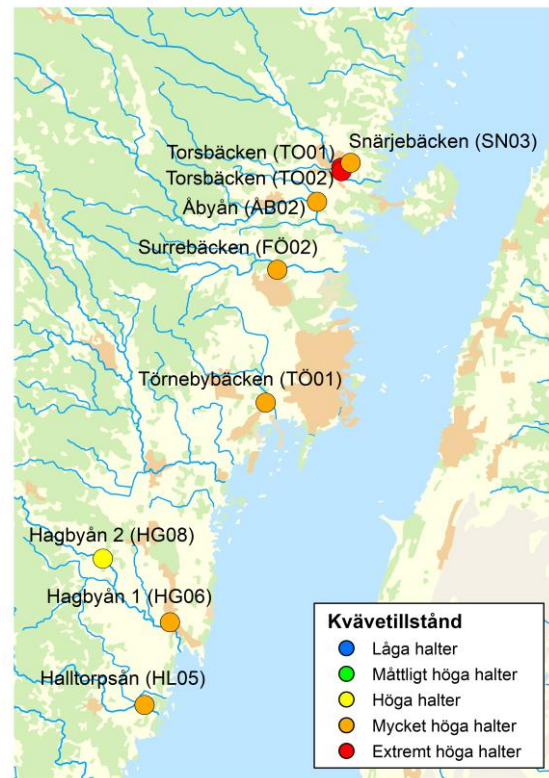 Snärjebäcken (SN03)
Torsbäcken (TO01)
Torsbäcken (TO02)
Åbyån (ÅB02)
Surrebäcken (FÖ02)
Törnebybäcken (TÖ01)
Hagbyån 2 (HG08)
Hagbyån 1 (HG06)
Halltorpsån (HL05)
Kvävetillstånd
Låga halter
Måttligt höga halter
Höga halter
Mycket höga halter
Extremt höga halter